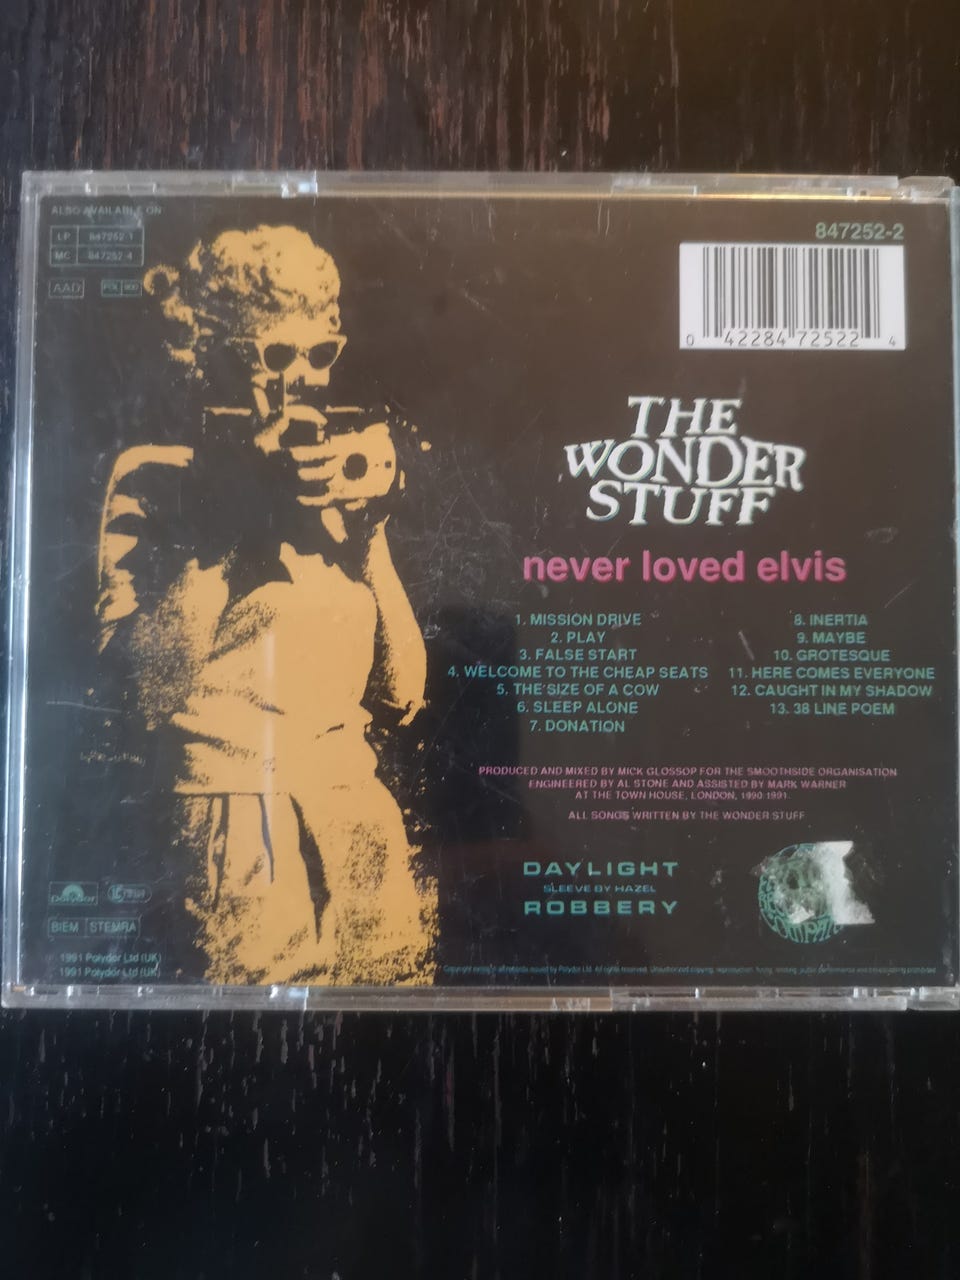 ALSO AVAILABLE ON
LP 847252-1
MC 847252-4
AAD
847252-2
0 42284 72522 4
THE
WONDER
STUFF
never loved elvis
1. MISSION DRIVE
2. PLAY
3. FALSE START
4. WELCOME TO THE CHEAP SEATS
5. THE SIZE OF A COW
6. SLEEP ALONE
7. DONATION
8. INERTIA
9. MAYBE
10. GROTESQUE
11. HERE COMES EVERYONE
12. CAUGHT IN MY SHADOW
13. 38 LINE POEM
PRODUCED AND MIXED BY MICK GLOSSOP FOR THE SMOOTHSIDE ORGANISATION
ENGINEERED BY AL STONE AND ASSISTED BY MARK WARNER
AT THE TOWN HOUSE, LONDON, 1990-1991.
ALL SONGS WRITTEN BY THE WONDER STUFF
DAYLIGHT
SLEEVE BY HAZEL
ROBBERY
Polydor
BIEM STEMRA
1991 Polydor Ltd (UK)
1991 Polydor Ltd (UK)